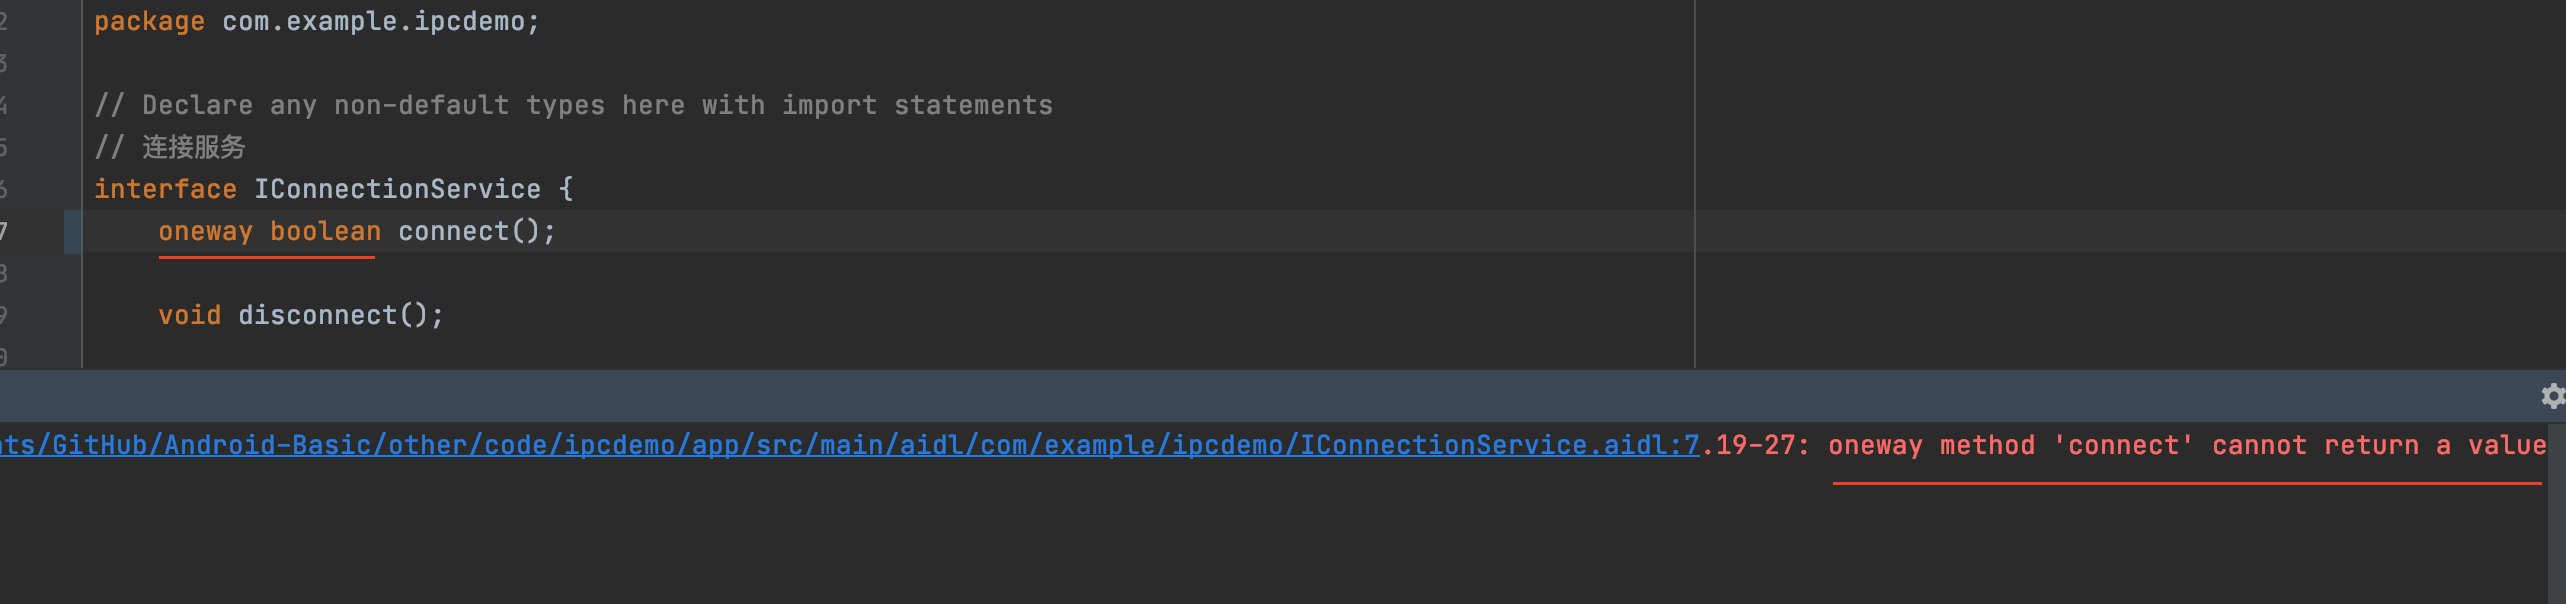 2 package com.example.ipcdemo;
3
4 // Declare any non-default types here with import statements
5 // 连接服务
6 interface IConnectionService {
7 oneway boolean connect();
8
9 void disconnect();
0
ts/GitHub/Android-Basic/other/code/ipcdemo/app/src/main/aidl/com/example/ipcdemo/IConnectionService.aidl:7.19-27: oneway method 'connect' cannot return a value